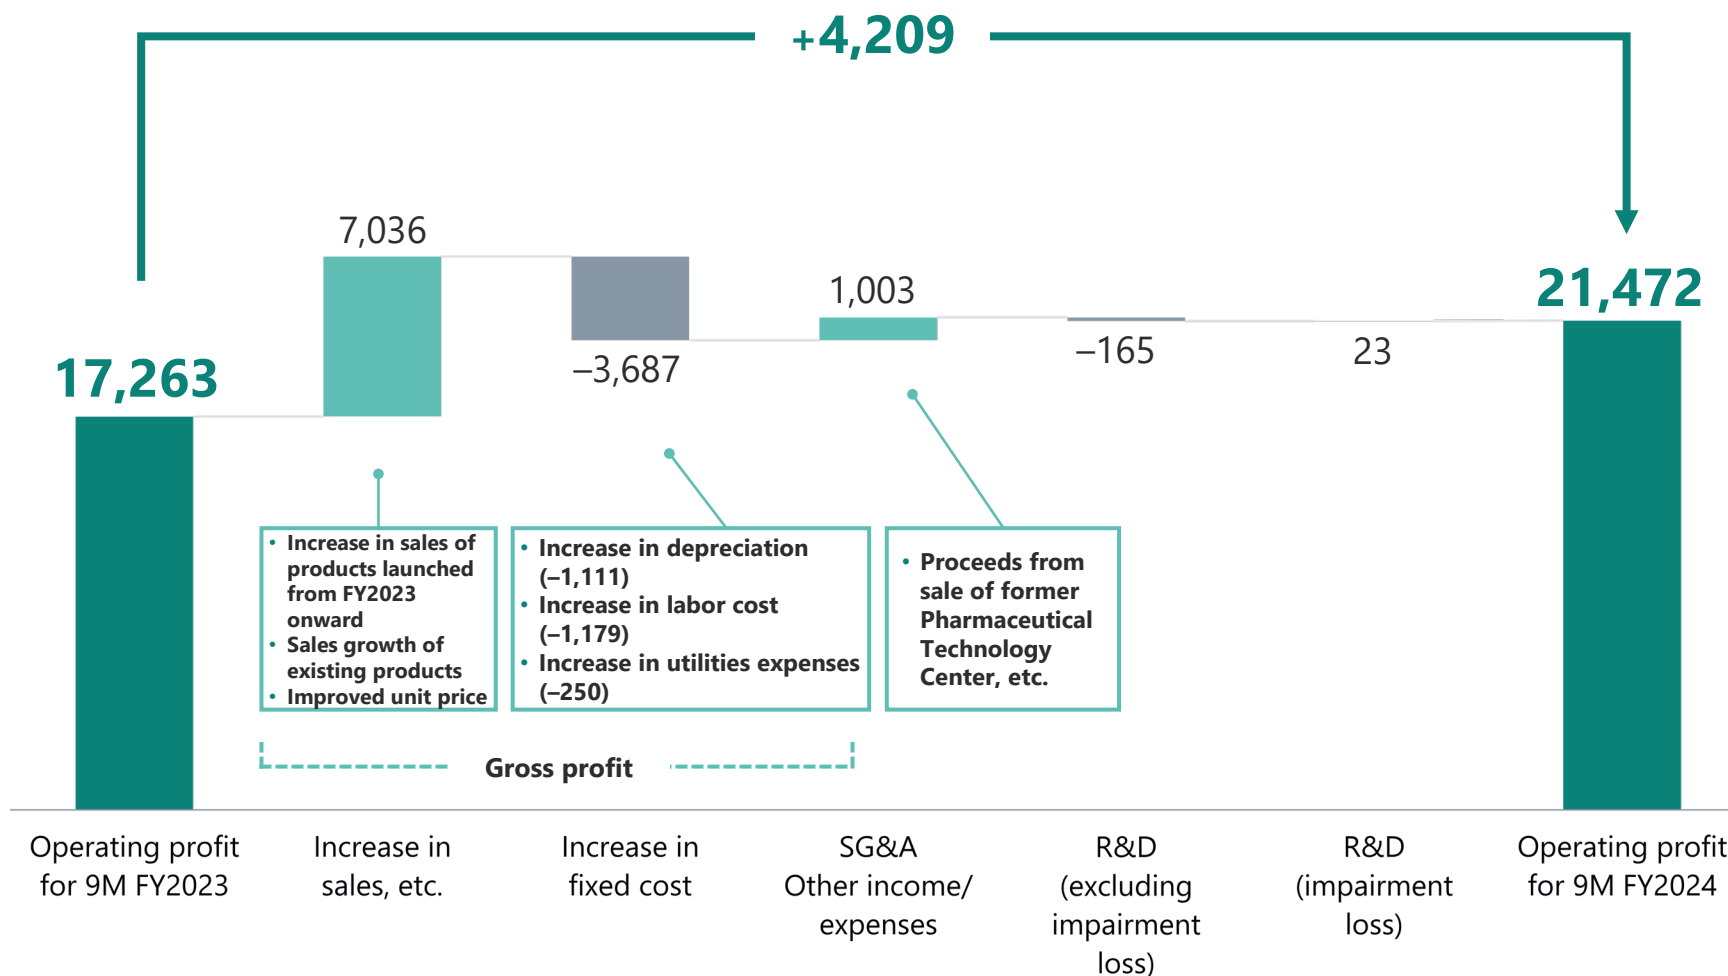 +4,209
7,036
1,003
21,472
17,263
–3,687
–165
23
• Increase in sales of
products launched
from FY2023
onward
• Sales growth of
existing products
• Improved unit price
• Increase in depreciation
(–1,111)
• Increase in labor cost
(–1,179)
• Increase in utilities expenses
(–250)
• Proceeds from
sale of former
Pharmaceutical
Technology
Center, etc.
Gross profit
Operating profit
for 9M FY2023
Increase in
sales, etc.
Increase in
fixed cost
SG&A
Other income/
expenses
R&D
(excluding
impairment
loss)
R&D
(impairment
loss)
Operating profit
for 9M FY2024